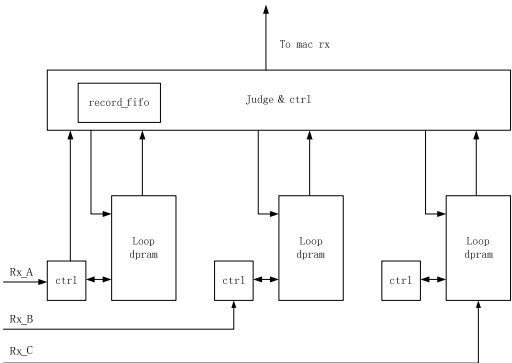 To mac rx
record_fifo
Judge & ctrl
Loop
dpram
Loop
dpram
Loop
dpram
Rx_A
ctrl
ctrl
ctrl
Rx_B
Rx_C